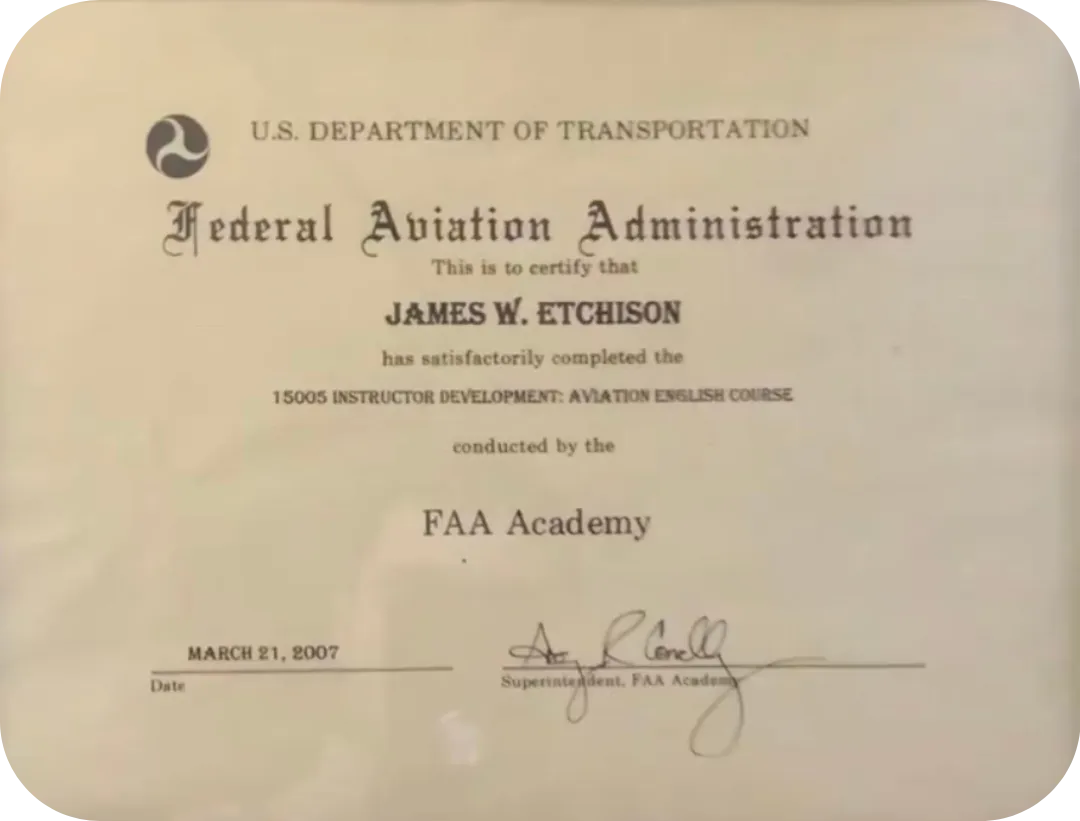 U.S. DEPARTMENT OF TRANSPORTATION
Federal Aviation Administration
This is to certify that
JAMES W. ETCHISON
has satisfactorily completed the
15005 INSTRUCTOR DEVELOPMENT: AVIATION ENGLISH COURSE
conducted by the
FAA Academy
MARCH 21, 2007
Date
Superintendent, FAA Academy